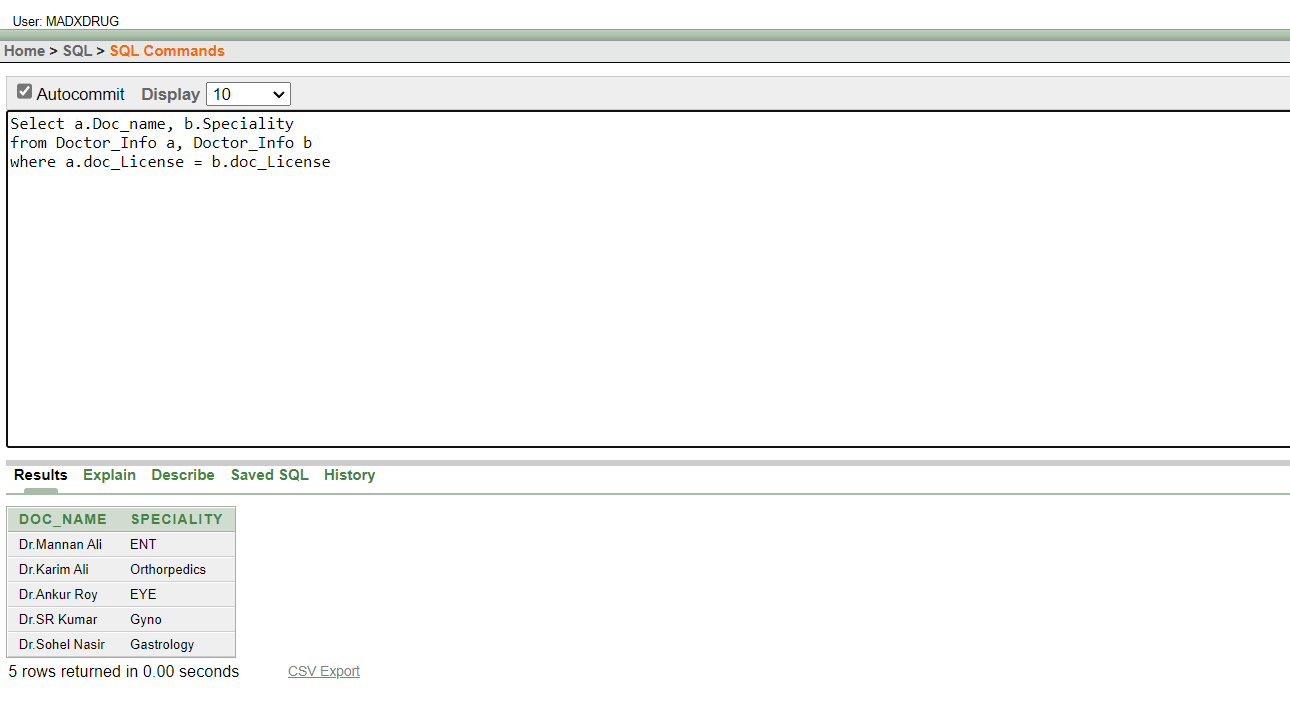 User: MADXDRUG
Home > SQL > SQL Commands
Autocommit Display 10
Select a.Doc_name, b.Speciality
from Doctor_Info a, Doctor_Info b
where a.doc_License = b.doc_License
Results Explain Describe Saved SQL History
DOC_NAME SPECIALITY
Dr.Mannan Ali ENT
Dr.Karim Ali Orthorpedics
Dr.Ankur Roy EYE
Dr.SR Kumar Gyno
Dr.Sohel Nasir Gastrology
5 rows returned in 0.00 seconds CSV Export